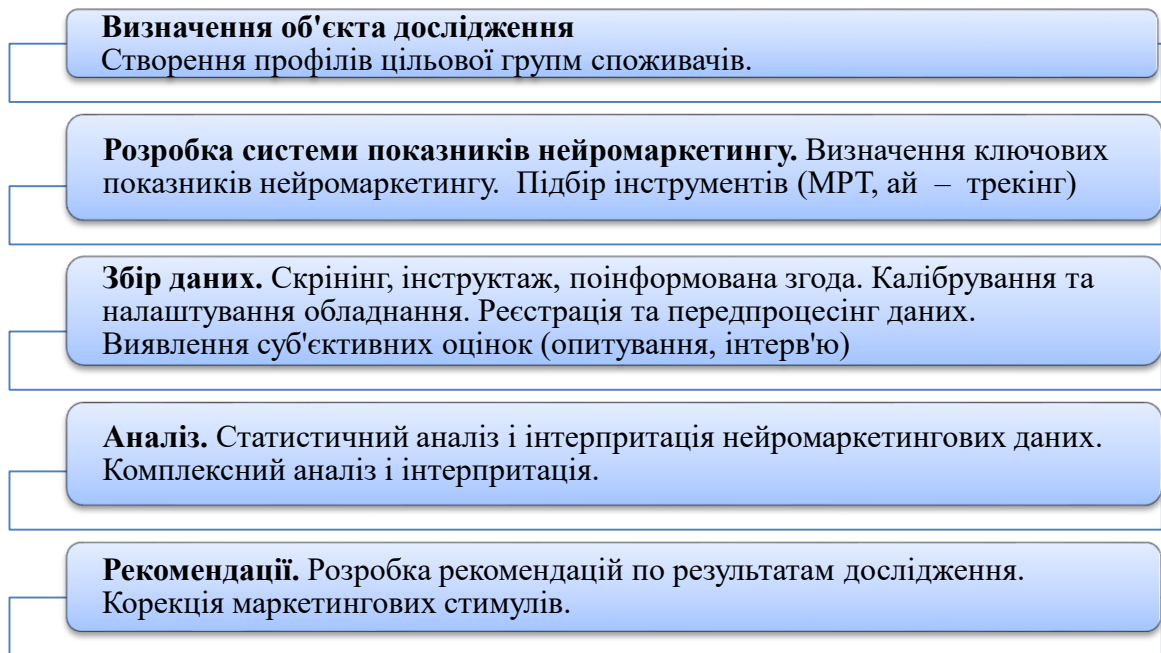 Визначення об'єкта дослідження
Створення профілів цільової групм споживачів.
Розробка системи показників нейромаркетингу. Визначення ключових
показників нейромаркетингу. Підбір інструментів (МРТ, ай – трекінг)
Збір даних. Скрінінг, інструктаж, поінформована згода. Калібрування та
налаштування обладнання. Реєстрація та передпроцесінг даних.
Виявлення суб'єктивних оцінок (опитування, інтерв'ю)
Аналіз. Статистичний аналіз і інтерпритація нейромаркетингових даних.
Комплексний аналіз і інтерпритація.
Рекомендації. Розробка рекомендацій по результатам дослідження.
Корекція маркетингових стимулів.